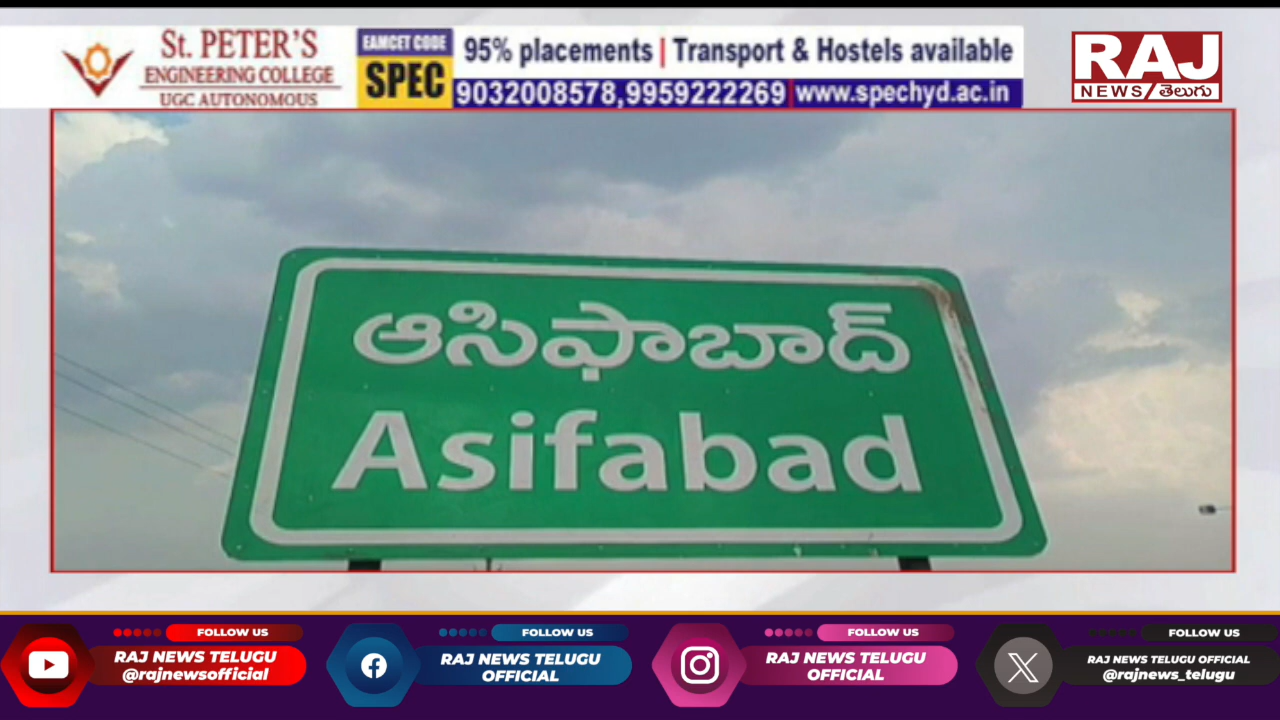 St. PETER'S
ENGINEERING COLLEGE
UGC AUTONOMOUS
EAMCET CODE
SPEC
95% placements | Transport & Hostels available
9032008578,9959222269 | www.spechyd.ac.in
RAJ
NEWS తెలుగు
ఆసిఫాబాద్
Asifabad
FOLLOW US
RAJ NEWS TELUGU
@rajnewsofficial
FOLLOW US
RAJ NEWS TELUGU
OFFICIAL
FOLLOW US
RAJ NEWS TELUGU
OFFICIAL
FOLLOW US
RAJ NEWS TELUGU OFFICIAL
@rajnews_telugu